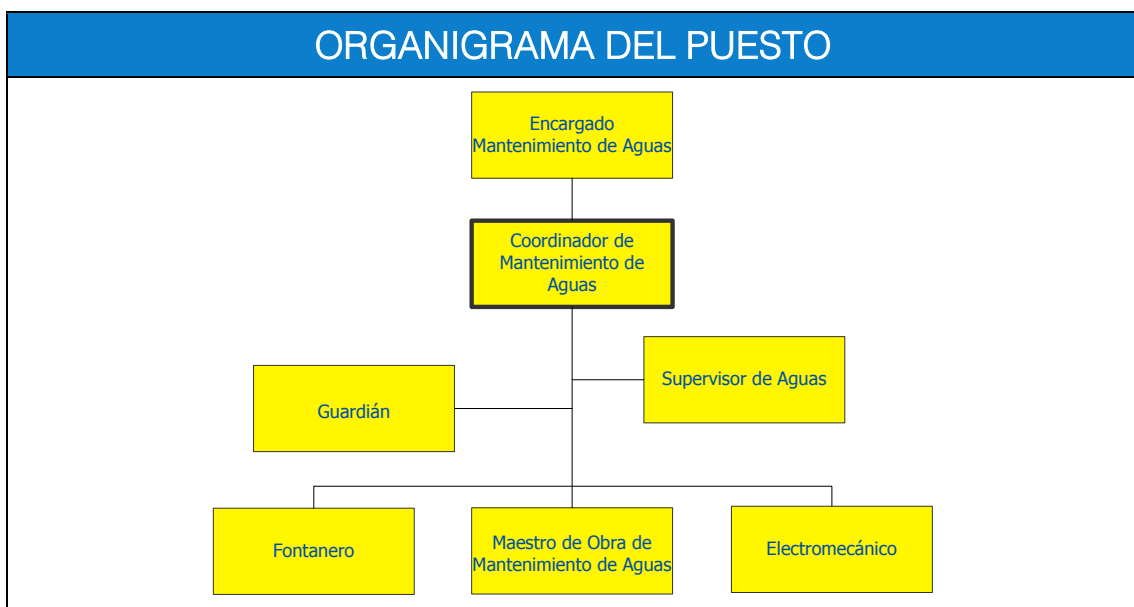 ORGANIGRAMA DEL PUESTO
Encargado
Mantenimiento de Aguas
Coordinador de
Mantenimiento de
Aguas
Supervisor de Aguas
Guardián
Fontanero
Maestro de Obra de
Mantenimiento de Aguas
Electromecánico